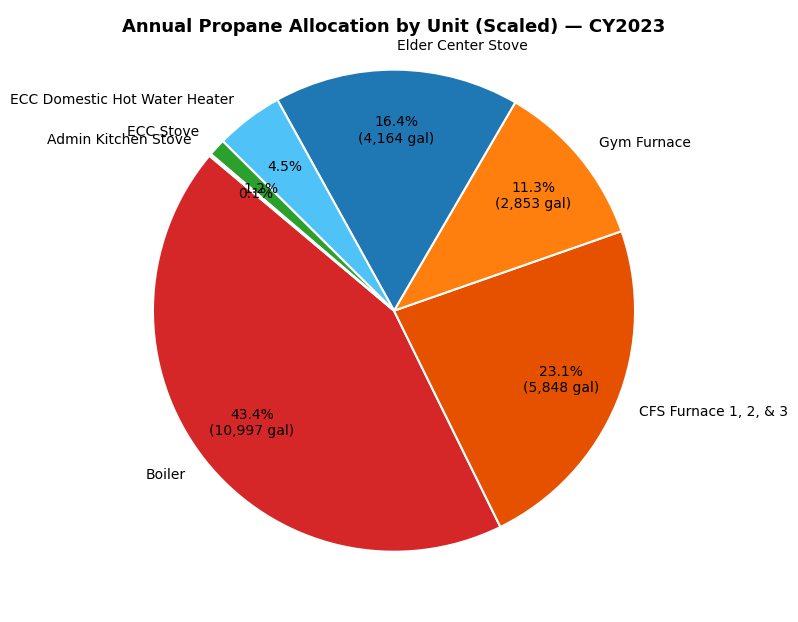 Annual Propane Allocation by Unit (Scaled) — CY2023
Elder Center Stove
ECC Domestic Hot Water Heater
ECC Stove
Admin Kitchen Stove
Gym Furnace
16.4%
(4,164 gal)
4.5%
1.2%
0.1%
11.3%
(2,853 gal)
23.1%
(5,848 gal)
CFS Furnace 1, 2, & 3
43.4%
(10,997 gal)
Boiler